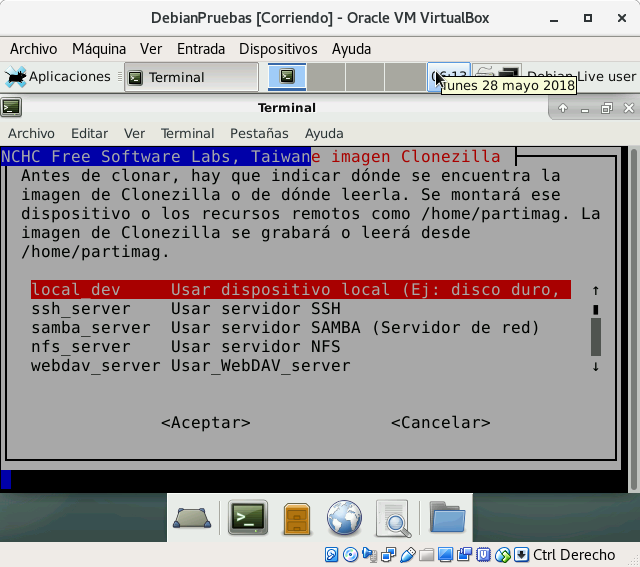 DebianPruebas [Corriendo] - Oracle VM VirtualBox
Archivo Máquina Ver Entrada Dispositivos Ayuda
Aplicaciones Terminal Debian Live user
lunes 28 mayo 2018
Terminal
Archivo Editar Ver Terminal Pestañas Ayuda
NCHC Free Software Labs, Taiwane imagen Clonezilla
Antes de clonar, hay que indicar dónde se encuentra la
imagen de Clonezilla o de dónde leerla. Se montará ese
dispositivo o los recursos remotos como /home/partimag. La
imagen de Clonezilla se grabará o leerá desde
/home/partimag.
local_dev Usar dispositivo local (Ej: disco duro,
ssh_server Usar servidor SSH
samba_server Usar servidor SAMBA (Servidor de red)
nfs_server Usar servidor NFS
webdav_server Usar_WebDAV_server
<Aceptar> <Cancelar>
Ctrl Derecho